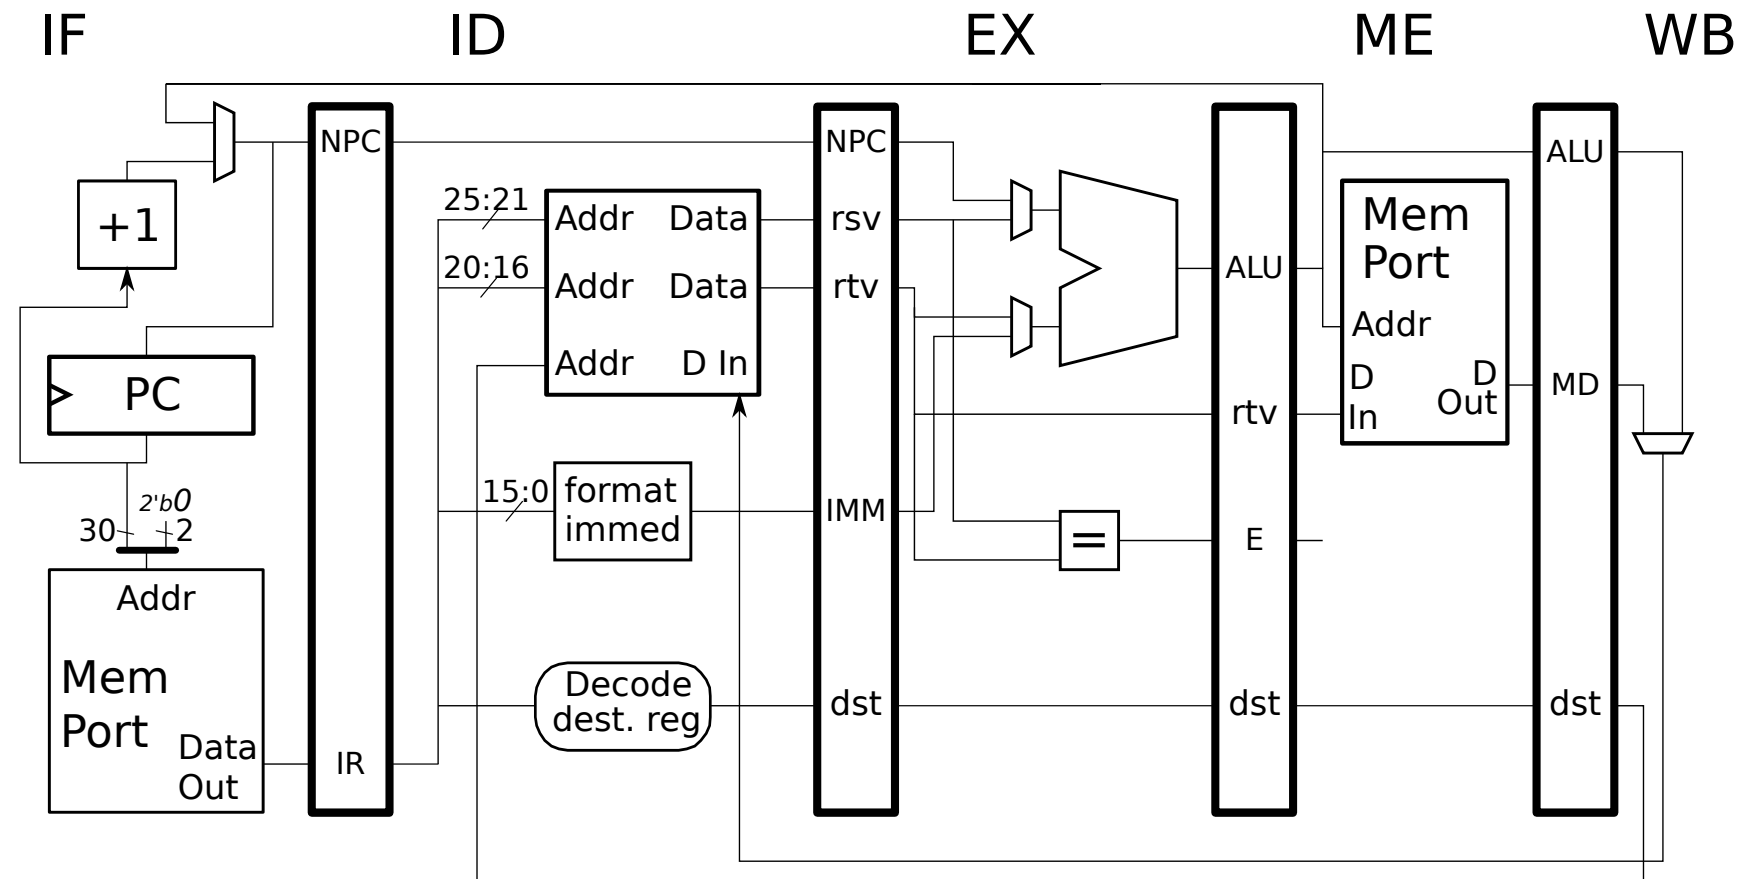 IF
ID
EX
ME
WB
+1
PC
30
2'b0
2
Addr
Mem
Port
Data
Out
NPC
IR
25:21
20:16
Addr
Data
Addr
Data
Addr
D In
15:0
format
immed
Decode
dest. reg
NPC
rsv
rtv
IMM
dst
=
ALU
rtv
E
dst
Mem
Port
Addr
D
In
D
Out
ALU
MD
dst